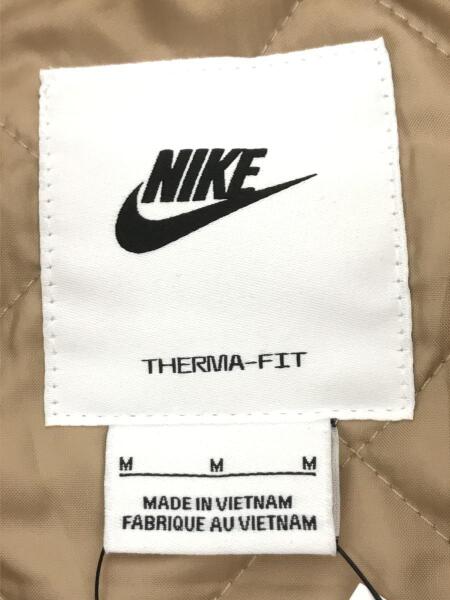 NIKE
THERMA-FIT
M M M
MADE IN VIETNAM
FABRIQUE AU VIETNAM